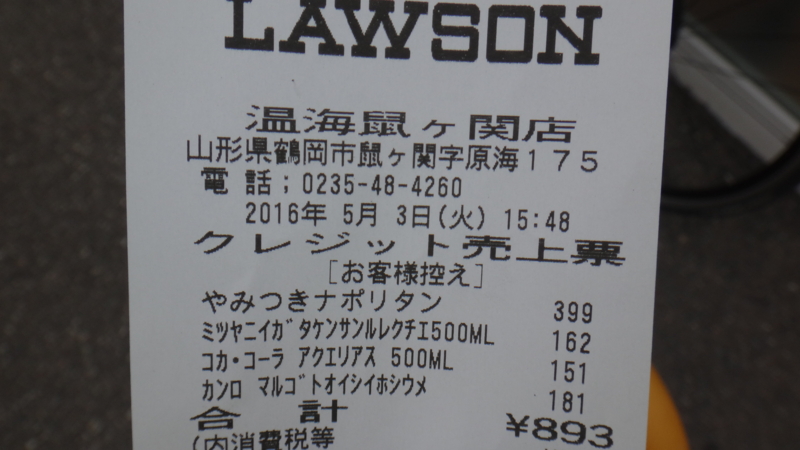 LAWSON
温海鼠ヶ関店
山形県鶴岡市鼠ヶ関字原海175
電話;0235-48-4260
2016年 5月 3日(火) 15:48
クレジット売上票
[お客様控え]
やみつきナポリタン 399
ミツヤニイガタケンサンルレクチエ500ML 162
コカ・コーラ アクエリアス 500ML 151
カンロ マルゴトオイシイホシウメ 181
合 計 ¥893
(内消費税等